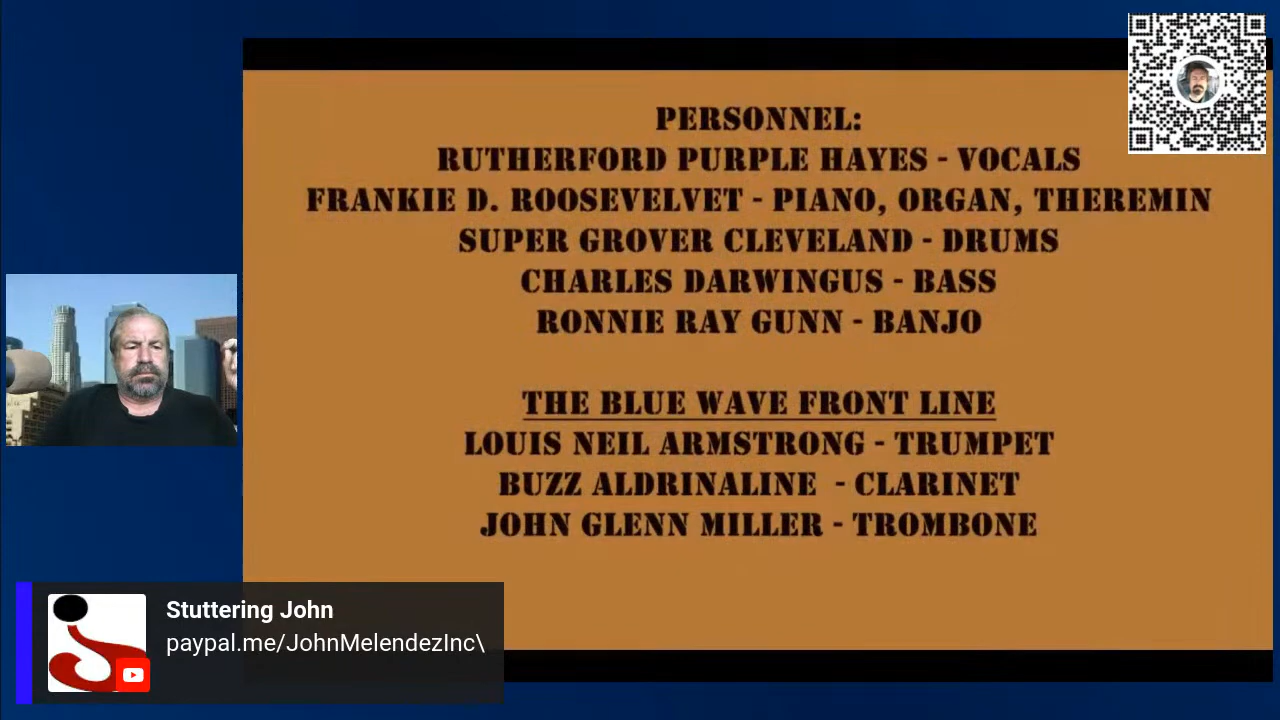 PERSONNEL:
RUTHERFORD PURPLE HAYES - VOCALS
FRANKIE D. ROOSEVELVET - PIANO, ORGAN, THEREMIN
SUPER GROVER CLEVELAND - DRUMS
CHARLES DARWINGUS - BASS
RONNIE RAY GUNN - BANJO
THE BLUE WAVE FRONT LINE
LOUIS NEIL ARMSTRONG - TRUMPET
BUZZ ALDRINALINE - CLARINET
JOHN GLENN MILLER - TROMBONE
Stuttering John
paypal.me/JohnMelendezInc\